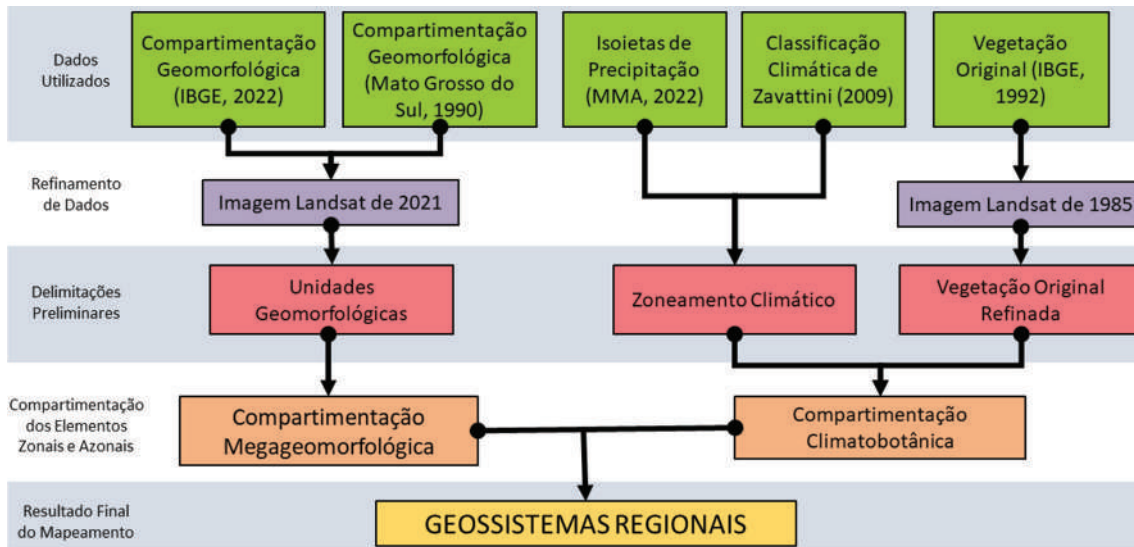 Dados
Utilizados
Compartimentação
Geomorfológica
(IBGE, 2022)
Compartimentação
Geomorfológica
(Mato Grosso do
Sul, 1990)
Isoietas de
Precipitação
(MMA, 2022)
Classificação
Climática de
Zavattini (2009)
Vegetação
Original (IBGE,
1992)
Refinamento
de Dados
Imagem Landsat de 2021
Imagem Landsat de 1985
Delimitações
Preliminares
Unidades
Geomorfológicas
Zoneamento Climático
Vegetação Original
Refinada
Compartimentação
dos Elementos
Zonais e Azonais
Compartimentação
Megageomorfológica
Compartimentação
Climatobotânica
Resultado Final
do Mapeamento
GEOSSISTEMAS REGIONAIS